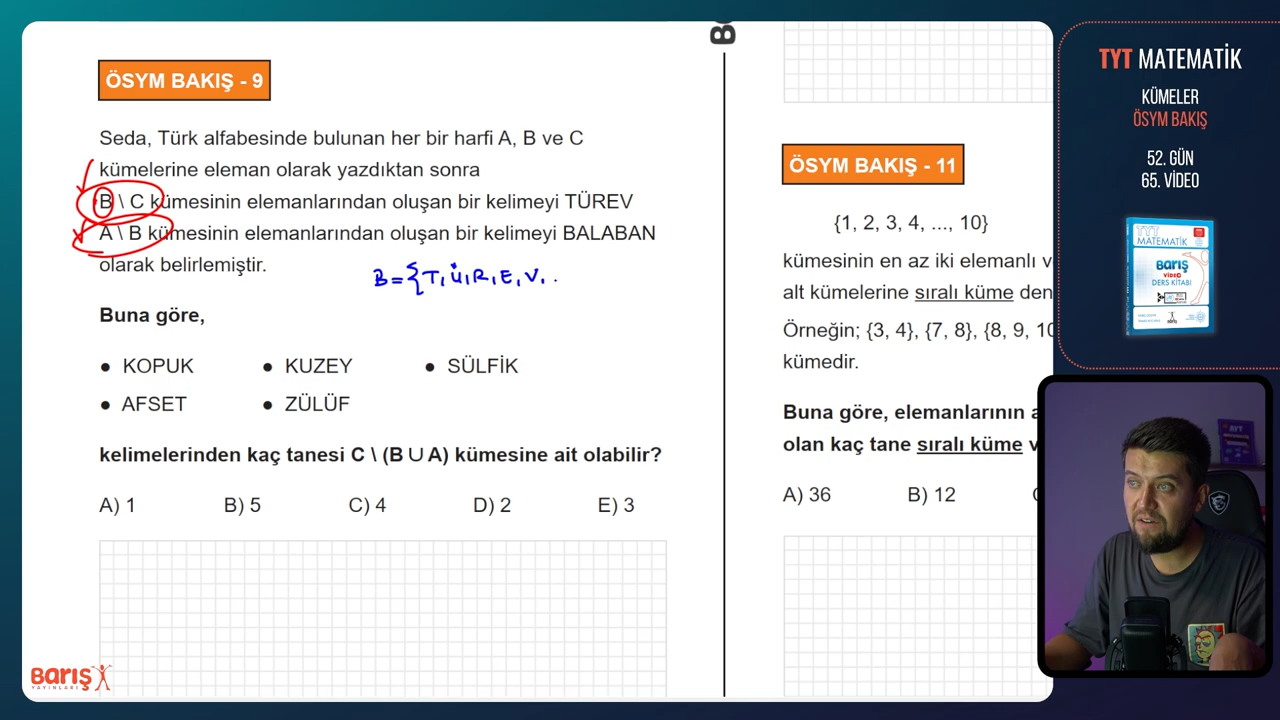 ÖSYM BAKIŞ - 9
Seda, Türk alfabesinde bulunan her bir harfi A, B ve C
kümelerine eleman olarak yazdıktan sonra
B \ C kümesinin elemanlarından oluşan bir kelimeyi TÜREV
A \ B kümesinin elemanlarından oluşan bir kelimeyi BALABAN
olarak belirlemiştir.
B = {T, ü, R, E, V, .
Buna göre,
• KOPUK • KUZEY • SÜLFİK
• AFSET • ZÜLÜF
kelimelerinden kaç tanesi C \ (B ∪ A) kümesine ait olabilir?
A) 1 B) 5 C) 4 D) 2 E) 3
BARIŞ
YAYINLARI
B
ÖSYM BAKIŞ - 11
{1, 2, 3, 4, ..., 10}
kümesinin en az iki elemanlı v
alt kümelerine sıralı küme den
Örneğin; {3, 4}, {7, 8}, {8, 9, 10
kümedir.
Buna göre, elemanlarının a
olan kaç tane sıralı küme v
A) 36 B) 12
TYT MATEMATİK
KÜMELER
ÖSYM BAKIŞ
52. GÜN
65. VİDEO
TYT
MATEMATİK
BARIŞ
VİDEO
DERS KİTABI